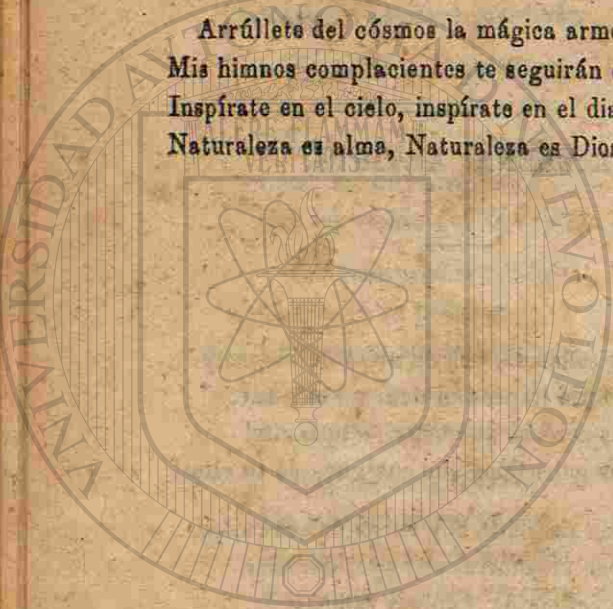 Arrúllete del cósmos la mágica
Mis himnos complacientes te seguirán
Inspírate en el cielo, inspírate en el
Naturaleza es alma, Naturaleza es
VERITATIS